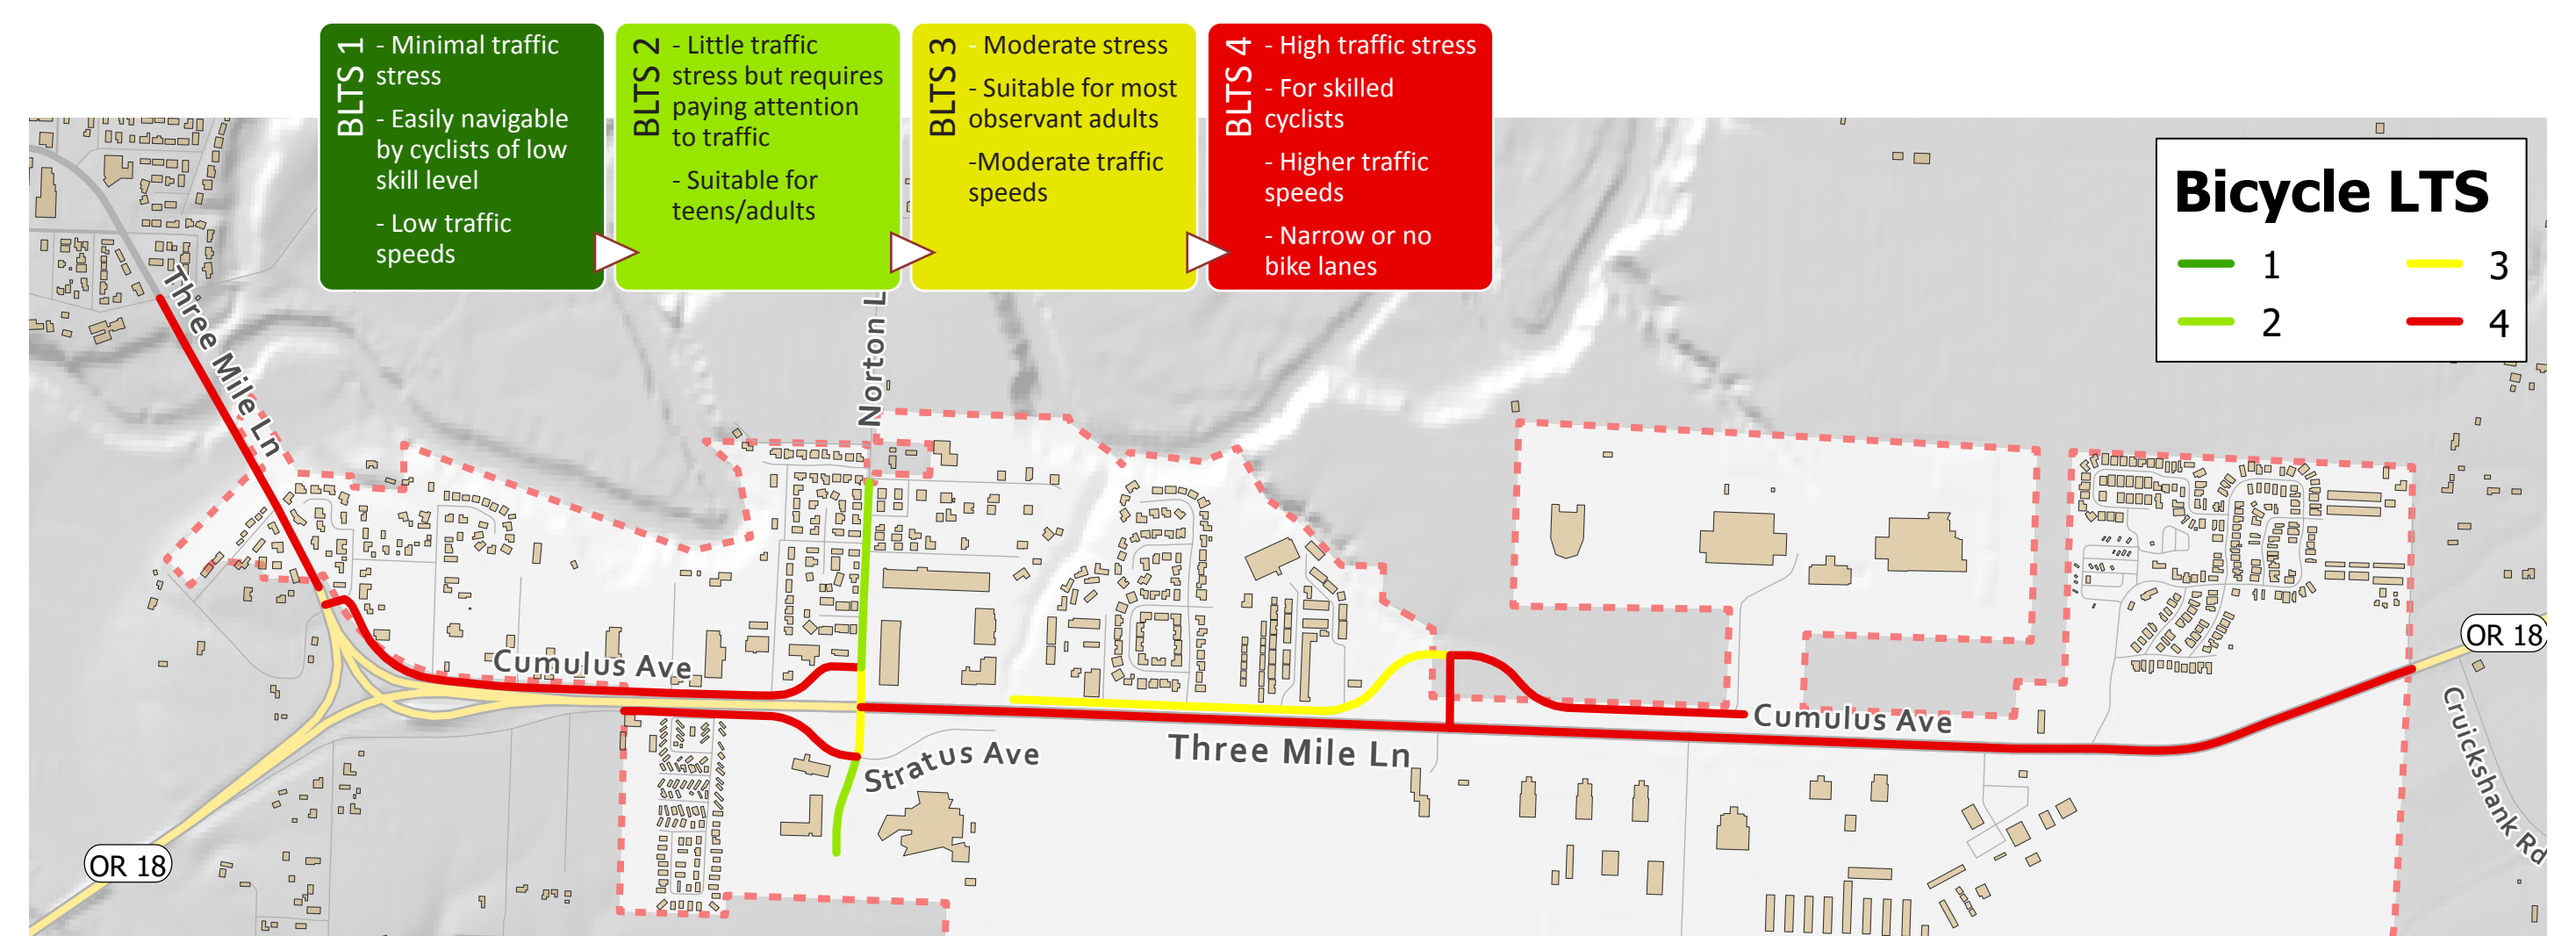 BLTS 1
- Minimal traffic
stress
- Easily navigable
by cyclists of low
skill level
- Low traffic
speeds
BLTS 2
- Little traffic
stress but requires
paying attention
to traffic
- Suitable for
teens/adults
BLTS 3
- Moderate stress
- Suitable for most
observant adults
-Moderate traffic
speeds
BLTS 4
- High traffic stress
- For skilled
cyclists
- Higher traffic
speeds
- Narrow or no
bike lanes
Bicycle LTS
1
3
2
4
Three Mile Ln
Norton L
Cumulus Ave
Stratus Ave
Three Mile Ln
Cumulus Ave
OR 18
Cruickshank Rd
OR 18